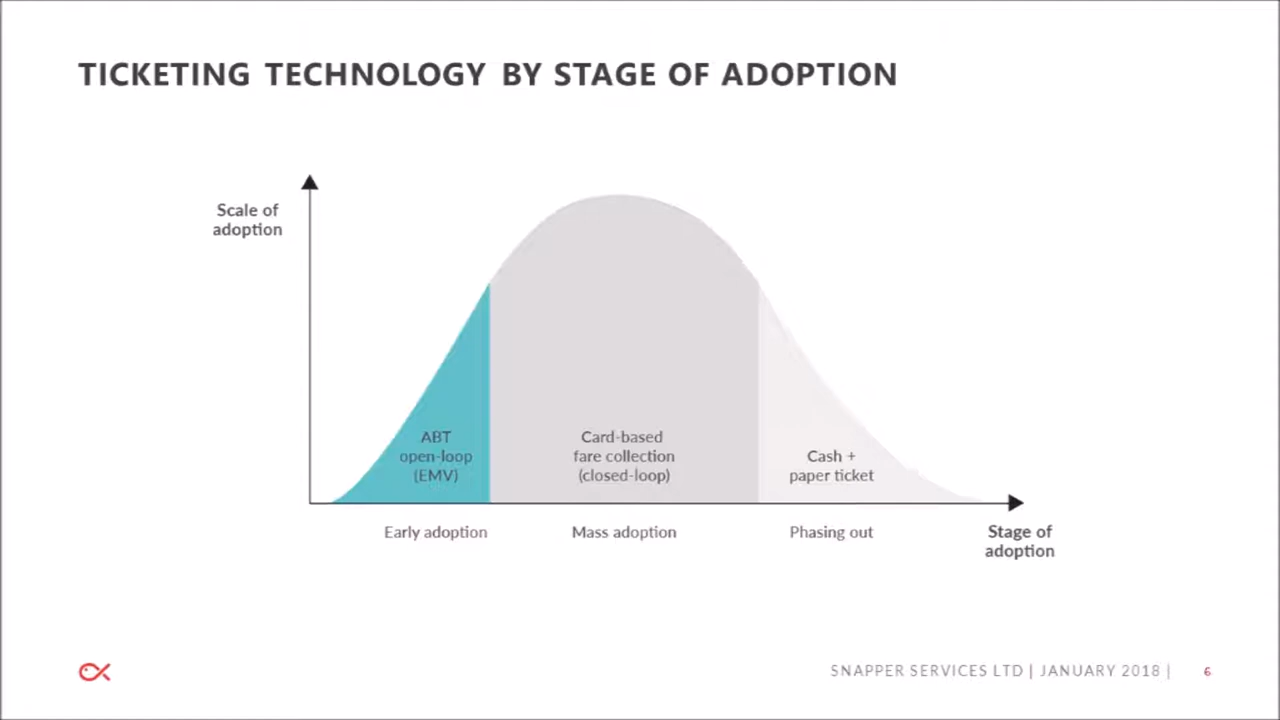 TICKETING TECHNOLOGY BY STAGE OF ADOPTION
Scale of
adoption
ABT
open-loop
(EMV)
Card-based
fare collection
(closed-loop)
Cash +
paper ticket
Early adoption
Mass adoption
Phasing out
Stage of
adoption
SNAPPER SERVICES LTD | JANUARY 2018 | 6